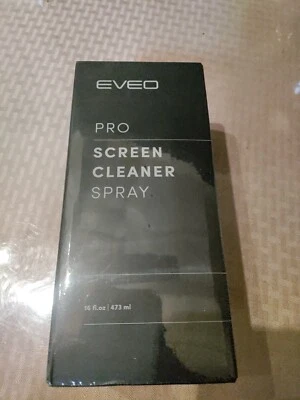 EVEO
PRO
SCREEN
CLEANER
SPRAY
16 fl.oz | 473 ml